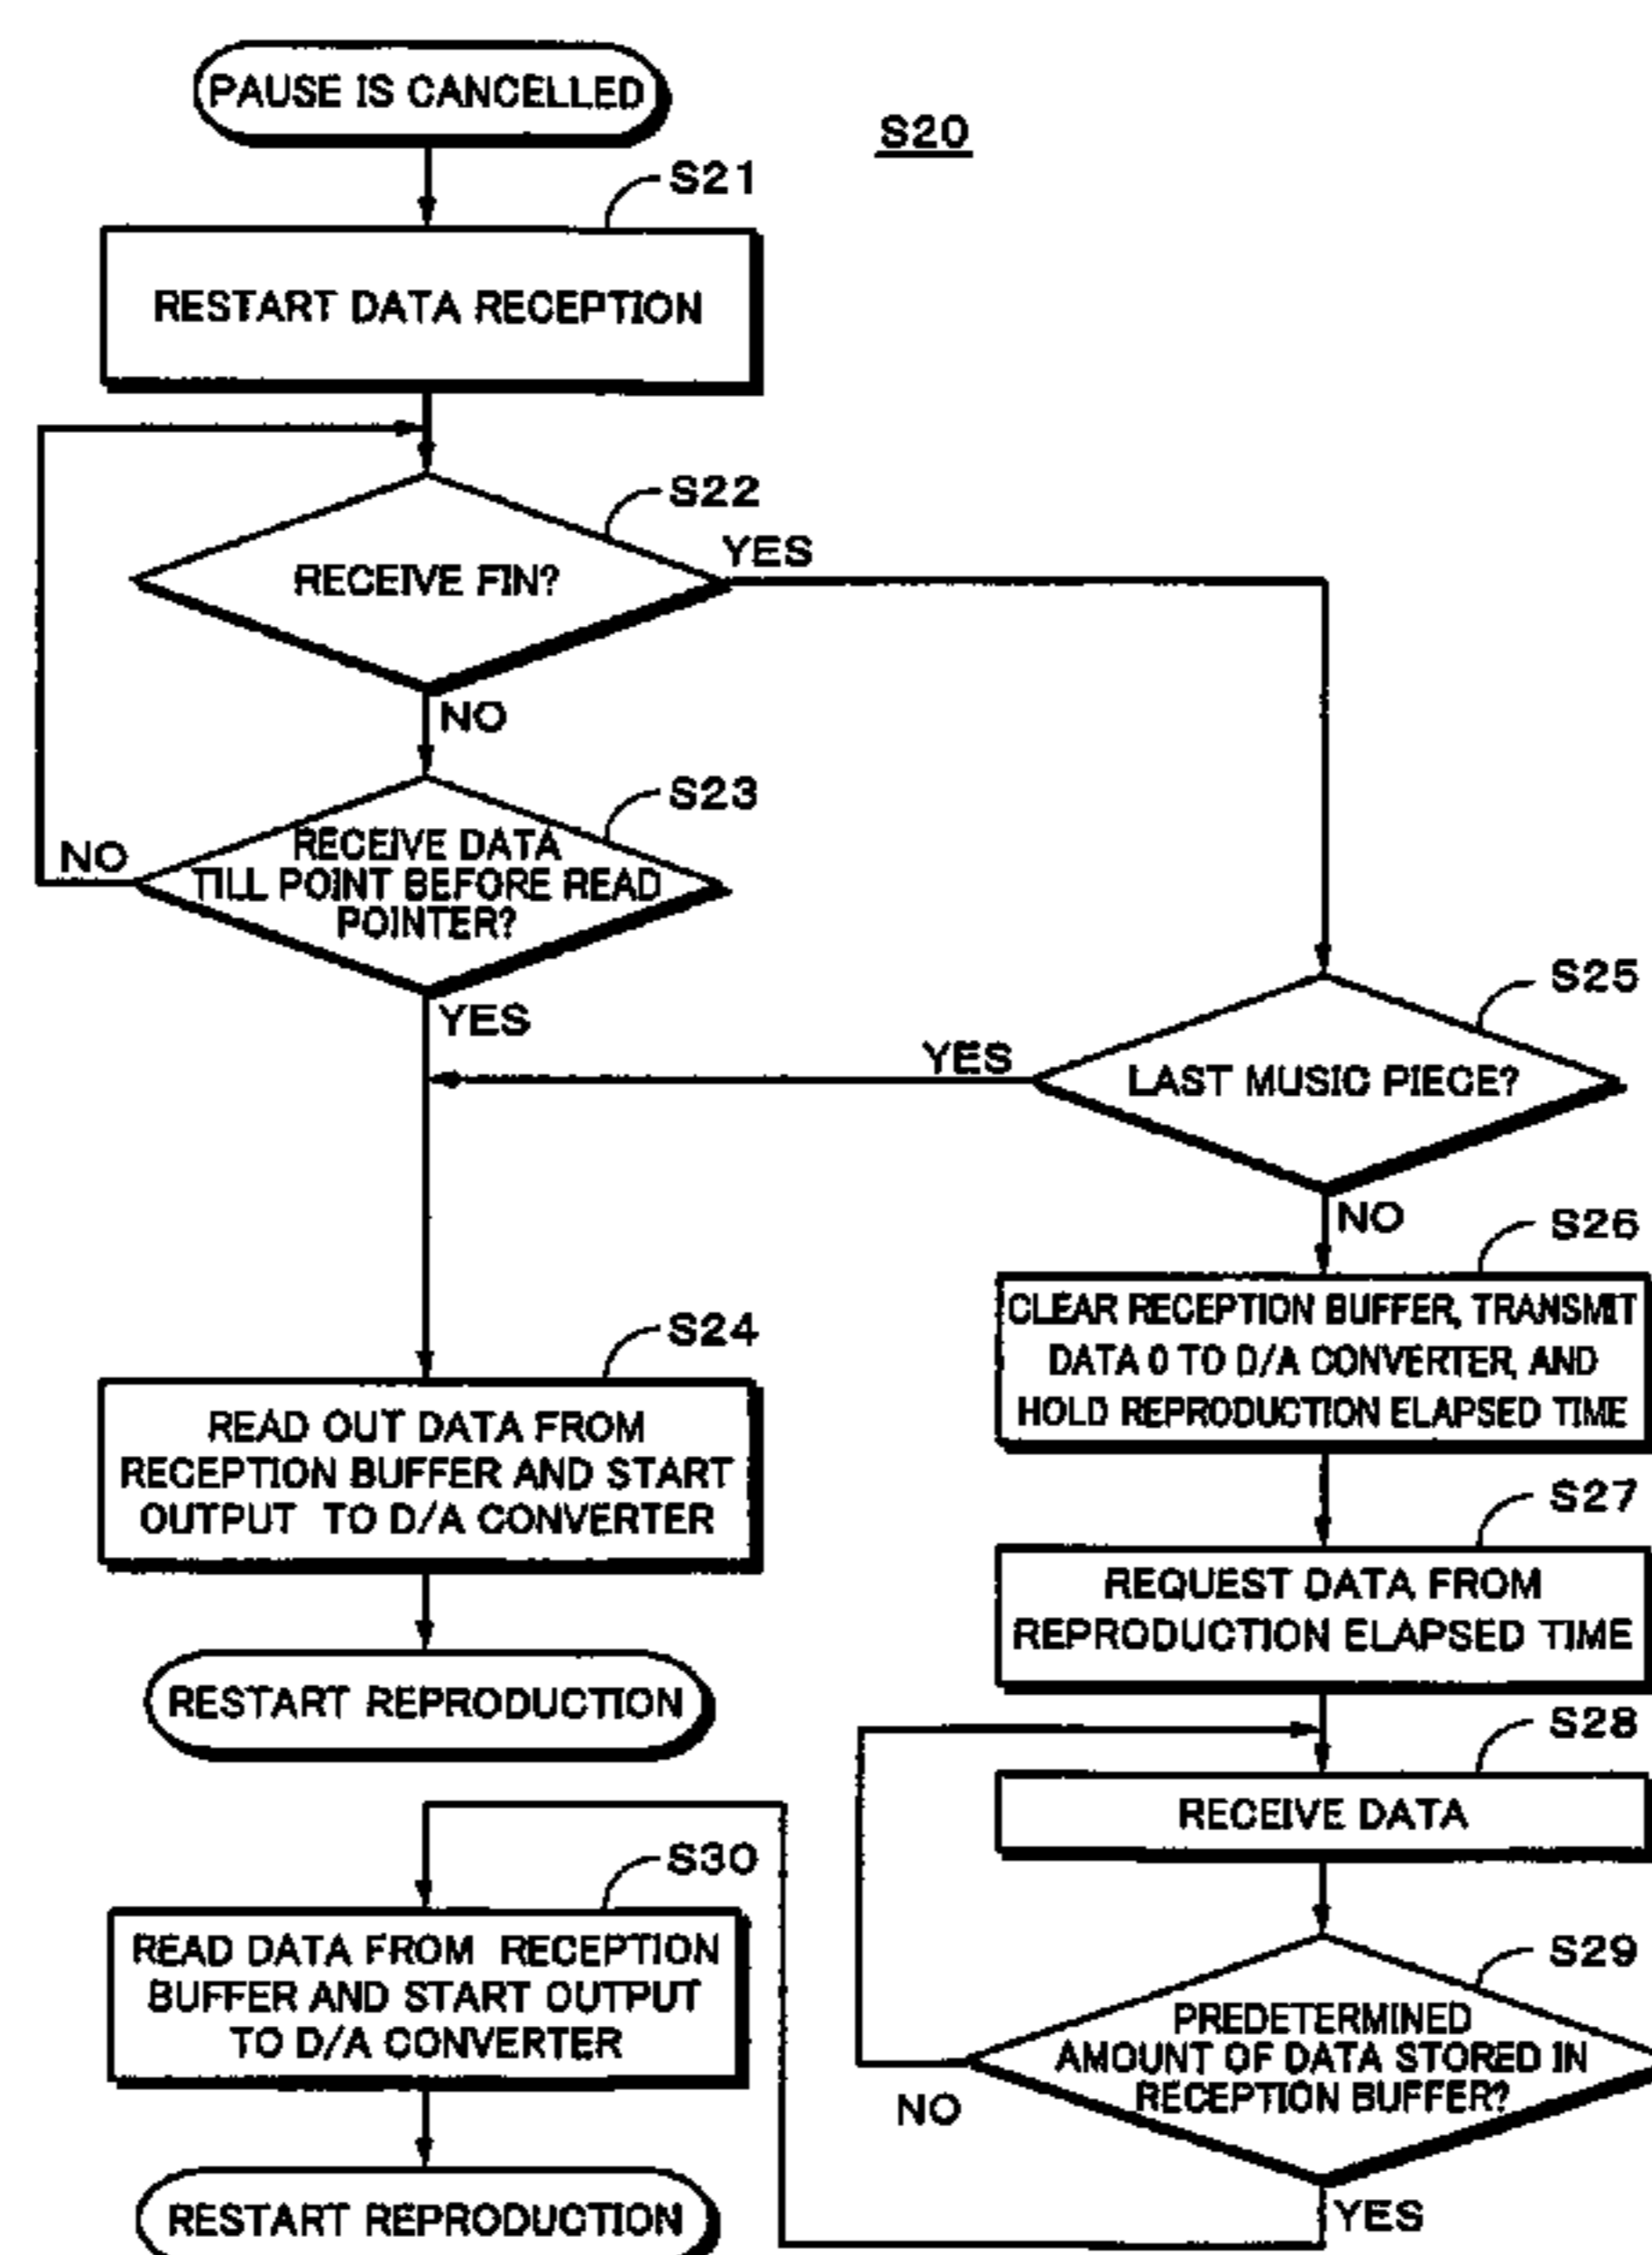 PAUSE IS CANCELLED
S20
S21
RESTART DATA RECEPTION
S22
RECEIVE FIN?
YES
NO
S23
RECEIVE DATA
TILL POINT BEFORE READ
POINTER?
NO
YES
S25
LAST MUSIC PIECE?
YES
NO
S26
CLEAR RECEPTION BUFFER, TRANSMIT
DATA 0 TO D/A CONVERTER, AND
HOLD REPRODUCTION ELAPSED TIME
S24
READ OUT DATA FROM
RECEPTION BUFFER AND START
OUTPUT TO D/A CONVERTER
S27
REQUEST DATA FROM
REPRODUCTION ELAPSED TIME
RESTART REPRODUCTION
S28
RECEIVE DATA
S30
READ DATA FROM RECEPTION
BUFFER AND START OUTPUT
TO D/A CONVERTER
S29
PREDETERMINED
AMOUNT OF DATA STORED IN
RECEPTION BUFFER?
NO
YES
RESTART REPRODUCTION